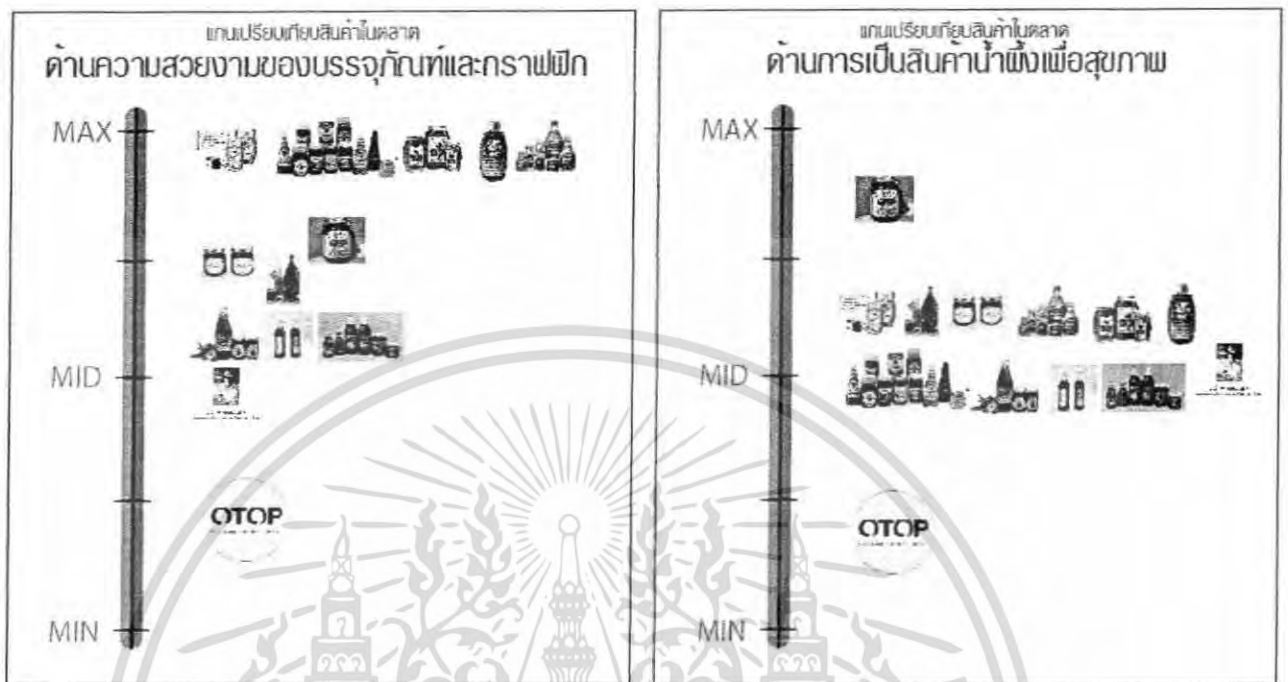 แกนเปรียบเทียบสินค้าในตลาด
ด้านความสวยงามของบรรจุภัณฑ์และกราฟฟิก
MAX
MID
OTOP
MIN
แกนเปรียบเทียบสินค้าในตลาด
ด้านการเป็นสินค้าน้ำผึ้งเพื่อสุขภาพ
MAX
MID
OTOP
MIN